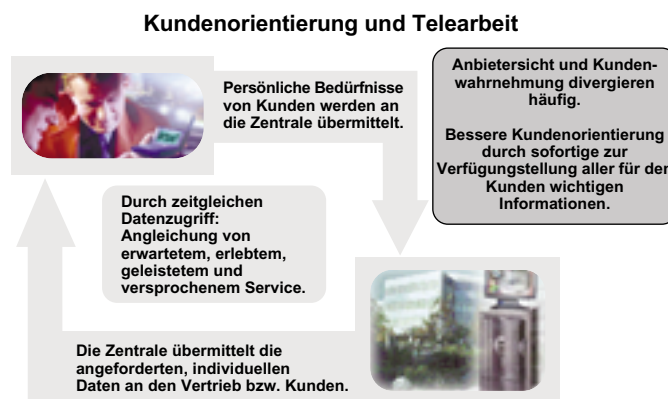 Kundenorientierung und Telearbeit
Persönliche Bedürfnisse
von Kunden werden an
die Zentrale übermittelt.
Anbietersicht und Kunden-
wahrnehmung divergieren
häufig.
Bessere Kundenorientierung
durch sofortige zur
Verfügungstellung aller für den
Kunden wichtigen
Informationen.
Durch zeitgleichen
Datenzugriff:
Angleichung von
erwartetem, erlebtem,
geleistetem und
versprochenem Service.
Die Zentrale übermittelt die
angeforderten, individuellen
Daten an den Vertrieb bzw. Kunden.